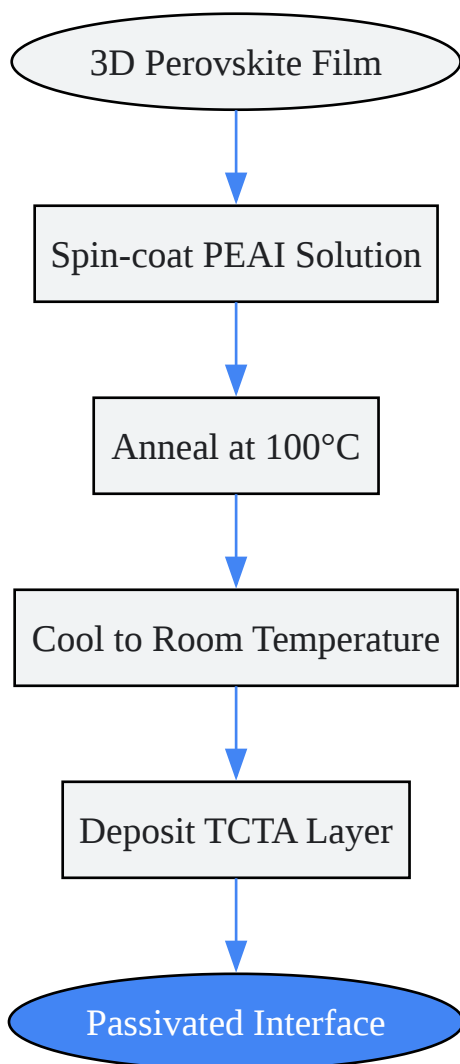 3D Perovskite Film
Spin-coat PEAI Solution
Anneal at 100°C
Cool to Room Temperature
Deposit TCTA Layer
Passivated Interface